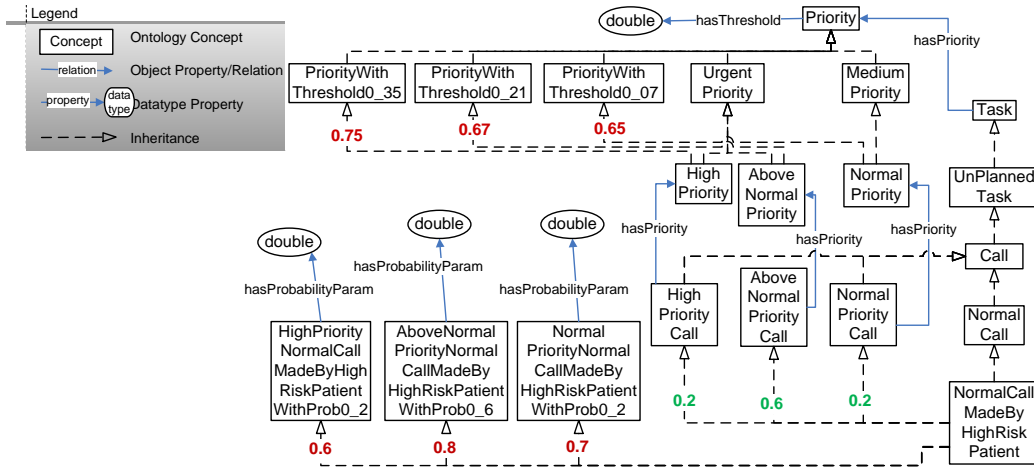 Legend
Concept
Ontology Concept
relation
Object Property/Relation
property
data
type
Datatype Property
Inheritance
double
hasThreshold
Priority
hasPriority
PriorityWith
Threshold0_35
PriorityWith
Threshold0_21
PriorityWith
Threshold0_07
Urgent
Priority
Medium
Priority
Task
0.75
0.67
0.65
High
Priority
Above
Normal
Priority
Normal
Priority
UnPlanned
Task
hasPriority
hasPriority
hasPriority
double
double
double
Call
hasProbabilityParam
hasProbabilityParam
hasProbabilityParam
High
Priority
Call
Above
Normal
Priority
Call
Normal
Priority
Call
Normal
Call
HighPriority
NormalCall
MadeByHigh
RiskPatient
WithProb0_2
AboveNormal
PriorityNormal
CallMadeBy
HighRiskPatient
WithProb0_6
Normal
PriorityNormal
CallMadeBy
HighRiskPatient
WithProb0_2
0.2
0.6
0.2
NormalCall
MadeBy
HighRisk
Patient
0.6
0.8
0.7